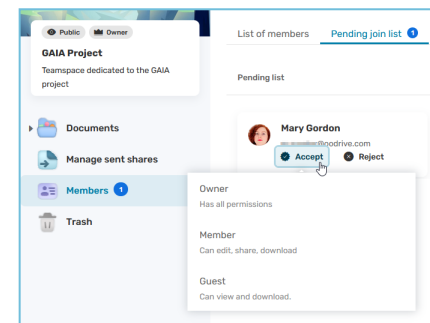 Public Owner
GAIA Project
Teamspace dedicated to the GAIA
project
Documents
Manage sent shares
Members 1
Trash
List of members Pending join list 1
Pending list
Mary Gordon
Accept Reject
Owner
Has all permissions
Member
Can edit, share, download
Guest
Can view and download.